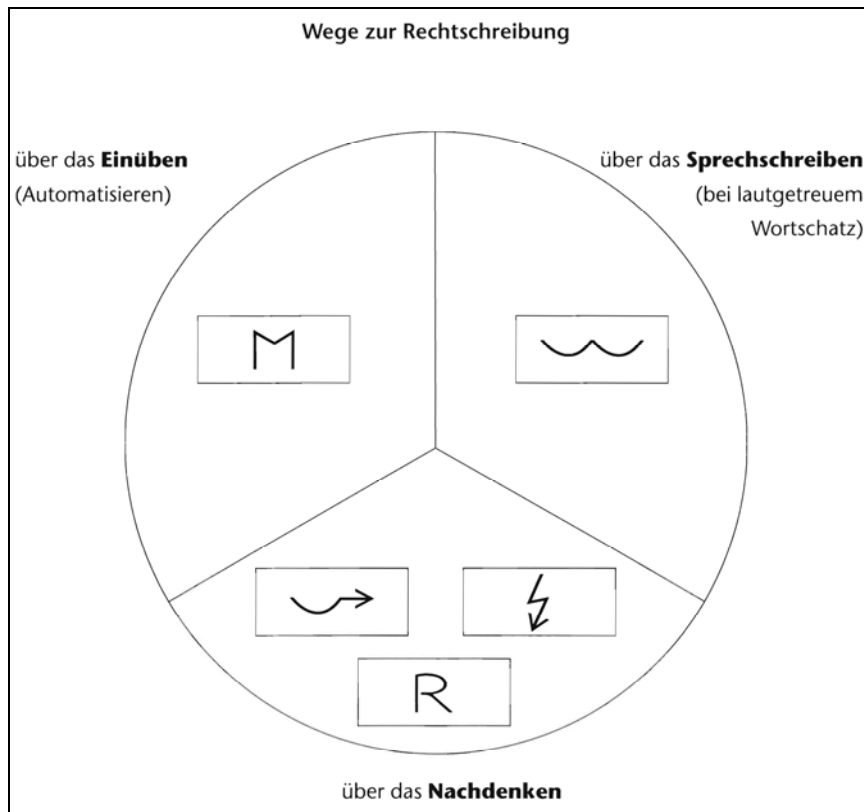 Wege zur Rechtschreibung
über das Einüben
(Automatisieren)
über das Sprechschreiben
(bei lautgetreuem
Wortschatz)
M
R
über das Nachdenken